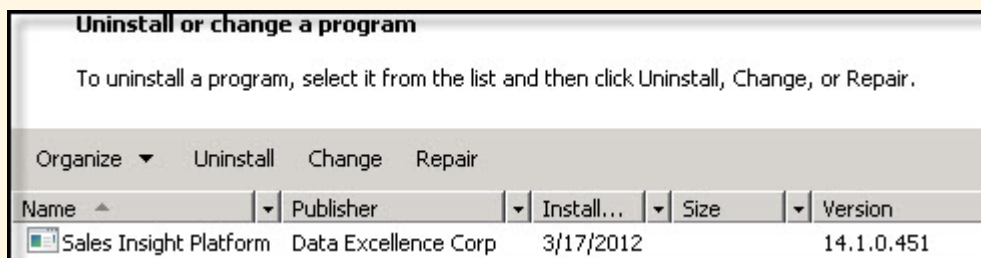 Uninstall or change a program
To uninstall a program, select it from the list and then click Uninstall, Change, or Repair.
Organize Uninstall Change Repair
Name Publisher Install... Size Version
Sales Insight Platform Data Excellence Corp 3/17/2012 14.1.0.451